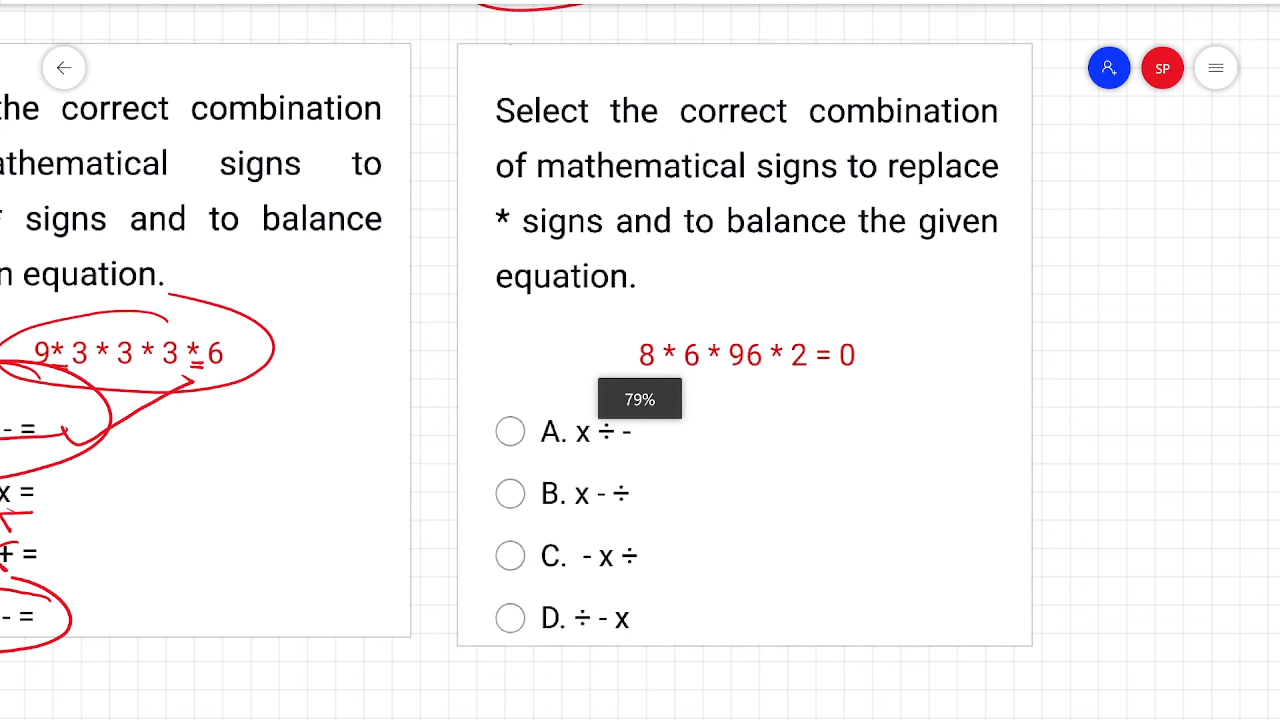 SP
the correct combination
athematical signs to
* signs and to balance
n equation.
9* 3 * 3 * 3 * 6
- =
x =
+ =
- =
Select the correct combination
of mathematical signs to replace
* signs and to balance the given
equation.
8 * 6 * 96 * 2 = 0
79%
A. x ÷ -
B. x - ÷
C. - x ÷
D. ÷ - x